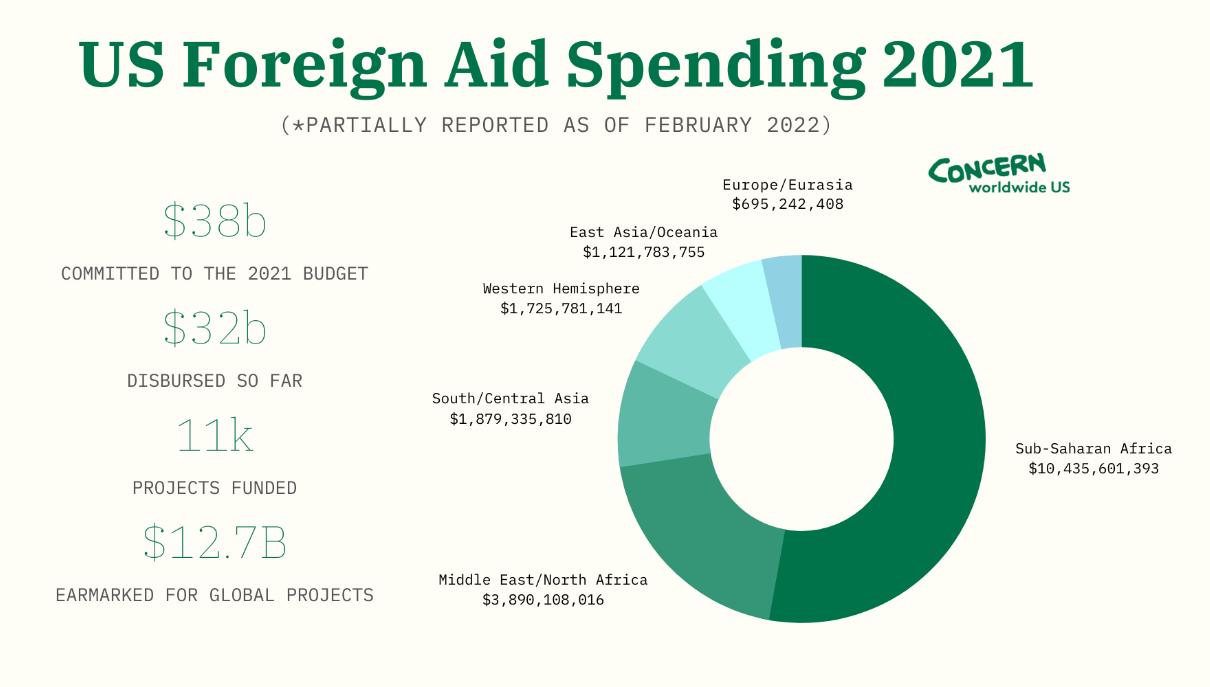 US Foreign Aid Spending 2021
(*PARTIALLY REPORTED AS OF FEBRUARY 2022)
CONCERN
worldwide US
$38b
COMMITTED TO THE 2021 BUDGET
$32b
DISBURSED SO FAR
11k
PROJECTS FUNDED
$12.7B
EARMARKED FOR GLOBAL PROJECTS
Europe/Eurasia
$695,242,408
East Asia/Oceania
$1,121,783,755
Western Hemisphere
$1,725,781,141
South/Central Asia
$1,879,335,810
Sub-Saharan Africa
$10,435,601,393
Middle East/North Africa
$3,890,108,016